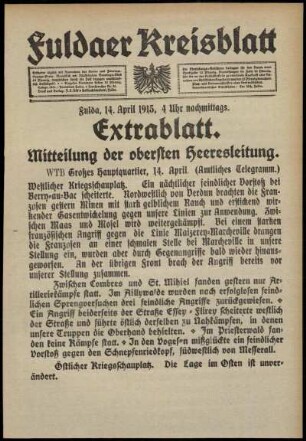 Fuldaer Kreisblatt
Fulda, 14. April 1915, 4 Uhr nachmittags.
Extrablatt.
Mitteilung der obersten Heeresleitung.
WTB Großes Hauptquartier, 14. April. (Amtliches Telegramm.)
Westlicher Kriegsschauplatz. Ein nächtlicher feindlicher Vorstoß bei
Berry-au-Bac scheiterte. Nordwestlich von Verdun brachten die Fran-
zosen gestern Minen mit stark gelblichem Rauch und erstickend wir-
kender Gasentwickelung gegen unsere Linien zur Anwendung. Zwi-
schen Maas und Mosel wird weitergekämpft. Bei einem starken
französischen Angriff gegen die Linie Maizeray-Marcheville drangen
die Franzosen an einer schmalen Stelle bei Marcheville in unsere
Stellung ein, wurden aber durch Gegenangriffe bald wieder hinaus-
geworfen. An der übrigen Front brach der Angriff bereits vor
unserer Stellung zusammen.
Zwischen Combres und St. Mihiel fanden gestern nur Ar-
tilleriekämpfe statt. Im Aillywalde wurden nach erfolglosen feind-
lichen Sprengversuchen drei feindliche Angriffe zurückgewiesen. *
Ein Angriff beiderseits der Straße Essey - Flirey scheiterte westlich
der Straße und führte östlich derselben zu Nahkämpfen, in denen
unsere Truppen die Oberhand behielten. * Im Priesterwald fan-
den keine Kämpfe statt. * In den Vogesen mißglückte ein feindlicher
Vorstoß gegen den Schnepfenriedkopf, südwestlich von Metzeral.
Östlicher Kriegsschauplatz. Die Lage im Osten ist unver-
ändert.